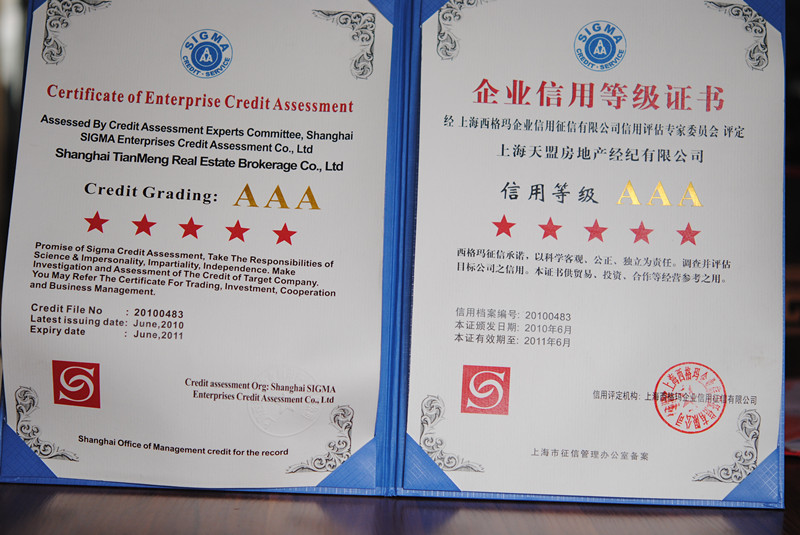 SIGMA
CREDIT·SERVICE
Certificate of Enterprise Credit Assessment
Assessed By Credit Assessment Experts Committee, Shanghai
SIGMA Enterprises Credit Assessment Co., Ltd
Shanghai TianMeng Real Estate Brokerage Co., Ltd
Credit Grading: AAA
Promise of Sigma Credit Assessment, Take The Responsibilities of
Science & Impersonality, Impartiality, Independence. Make
Investigation and Assessment of The Credit of Target Company.
You May Refer The Certificate For Trading, Investment, Cooperation
and Business Management.
Credit File No : 20100483
Latest issuing date: June,2010
Expiry date : June,2011
Credit assessment Org: Shanghai SIGMA
Enterprises Credit Assessment Co., Ltd
Shanghai Office of Management credit for the record
SIGMA
CREDIT·SERVICE
企业信用等级证书
经 上海西格玛企业信用征信有限公司信用评估专家委员会 评定
上海天盟房地产经纪有限公司
信用等级 AAA
西格玛征信承诺，以科学客观、公正、独立为责任。调查并评估
目标公司之信用。本证书供贸易、投资、合作等经营参考之用。
信用档案编号: 20100483
本证颁发日期: 2010年6月
本证有效期至: 2011年6月
信用评定机构: 上海西格玛企业信用征信有限公司
上海市征信管理办公室备案